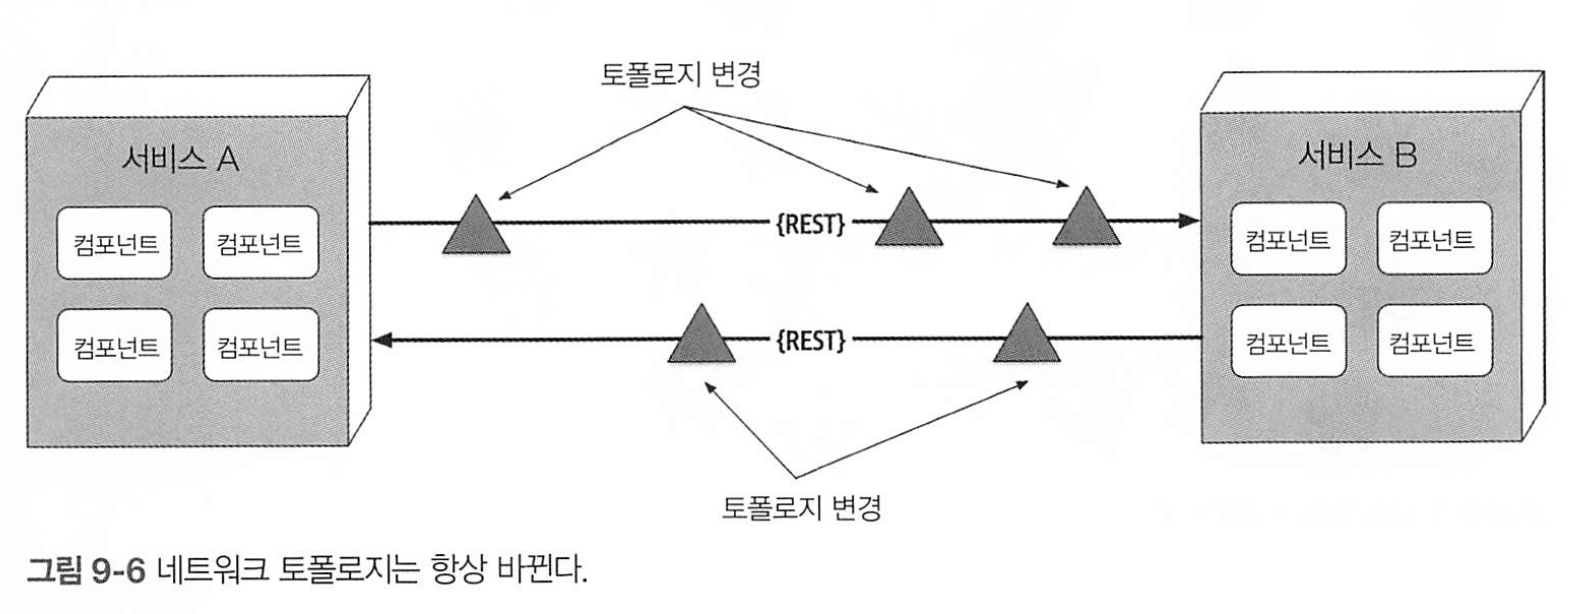 토폴로지 변경
서비스 A
컴포넌트 컴포넌트
컴포넌트 컴포넌트
{REST}
{REST}
서비스 B
컴포넌트 컴포넌트
컴포넌트 컴포넌트
토폴로지 변경
그림 9-6 네트워크 토폴로지는 항상 바뀐다.